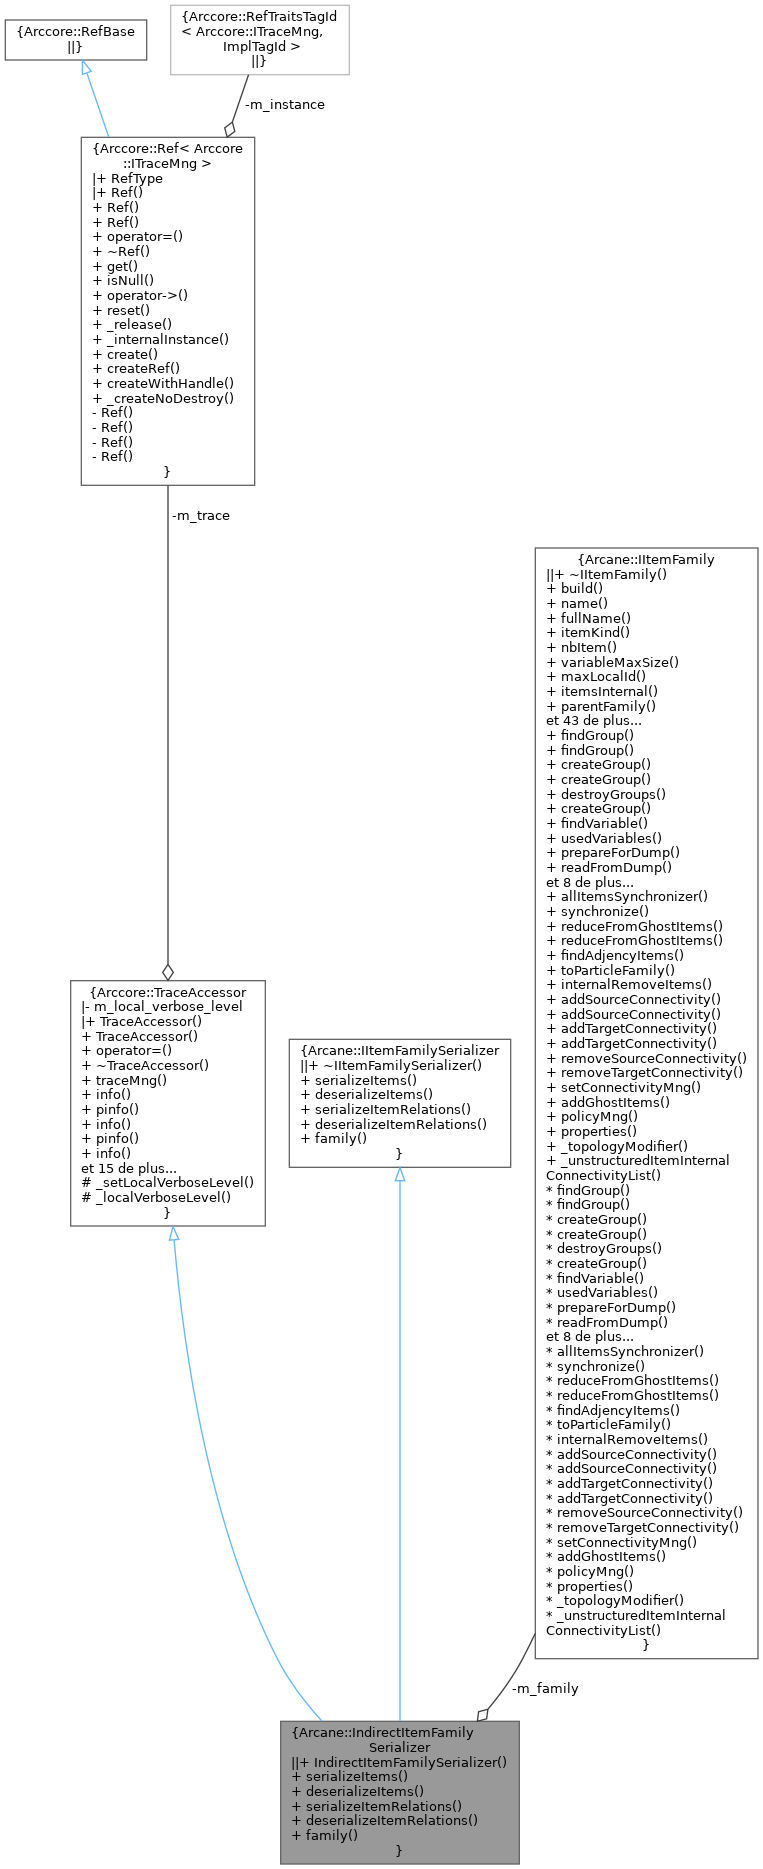 {Arccore::RefBase
||}
{Arccore::RefTraitsTagId
< Arccore::ITraceMng,
ImplTagId >
||}
-m_instance
{Arccore::Ref< Arccore
::ITraceMng >
|+ RefType
|+ Ref()
+ Ref()
+ Ref()
+ operator=()
+ ~Ref()
+ get()
+ isNull()
+ operator->()
+ reset()
+ _release()
+ _internalInstance()
+ create()
+ createRef()
+ createWithHandle()
+ _createNoDestroy()
- Ref()
- Ref()
- Ref()
- Ref()
}
-m_trace
{Arccore::TraceAccessor
|- m_local_verbose_level
|+ TraceAccessor()
+ TraceAccessor()
+ operator=()
+ ~TraceAccessor()
+ traceMng()
+ info()
+ pinfo()
+ info()
+ pinfo()
+ info()
et 15 de plus...
# _setLocalVerboseLevel()
# _localVerboseLevel()
}
{Arcane::IItemFamilySerializer
||+ ~IItemFamilySerializer()
+ serializeItems()
+ deserializeItems()
+ serializeItemRelations()
+ deserializeItemRelations()
+ family()
}
{Arcane::IItemFamily
||+ ~IItemFamily()
+ build()
+ name()
+ fullName()
+ itemKind()
+ nbItem()
+ variableMaxSize()
+ maxLocalId()
+ itemsInternal()
+ parentFamily()
et 43 de plus...
+ findGroup()
+ findGroup()
+ createGroup()
+ createGroup()
+ destroyGroups()
+ createGroup()
+ findVariable()
+ usedVariables()
+ prepareForDump()
+ readFromDump()
et 8 de plus...
+ allItemsSynchronizer()
+ synchronize()
+ reduceFromGhostItems()
+ reduceFromGhostItems()
+ findAdjencyItems()
+ toParticleFamily()
+ internalRemoveItems()
+ addSourceConnectivity()
+ addSourceConnectivity()
+ addTargetConnectivity()
+ addTargetConnectivity()
+ removeSourceConnectivity()
+ removeTargetConnectivity()
+ setConnectivityMng()
+ addGhostItems()
+ policyMng()
+ properties()
+ _topologyModifier()
+ _unstructuredItemInternal
ConnectivityList()
* findGroup()
* findGroup()
* createGroup()
* createGroup()
* destroyGroups()
* createGroup()
* findVariable()
* usedVariables()
* prepareForDump()
* readFromDump()
et 8 de plus...
* allItemsSynchronizer()
* synchronize()
* reduceFromGhostItems()
* reduceFromGhostItems()
* findAdjencyItems()
* toParticleFamily()
* internalRemoveItems()
* addSourceConnectivity()
* addSourceConnectivity()
* addTargetConnectivity()
* addTargetConnectivity()
* removeSourceConnectivity()
* removeTargetConnectivity()
* setConnectivityMng()
* addGhostItems()
* policyMng()
* properties()
* _topologyModifier()
* _unstructuredItemInternal
ConnectivityList()
}
-m_family
{Arcane::IndirectItemFamily
Serializer
||+ IndirectItemFamilySerializer()
+ serializeItems()
+ deserializeItems()
+ serializeItemRelations()
+ deserializeItemRelations()
+ family()
}